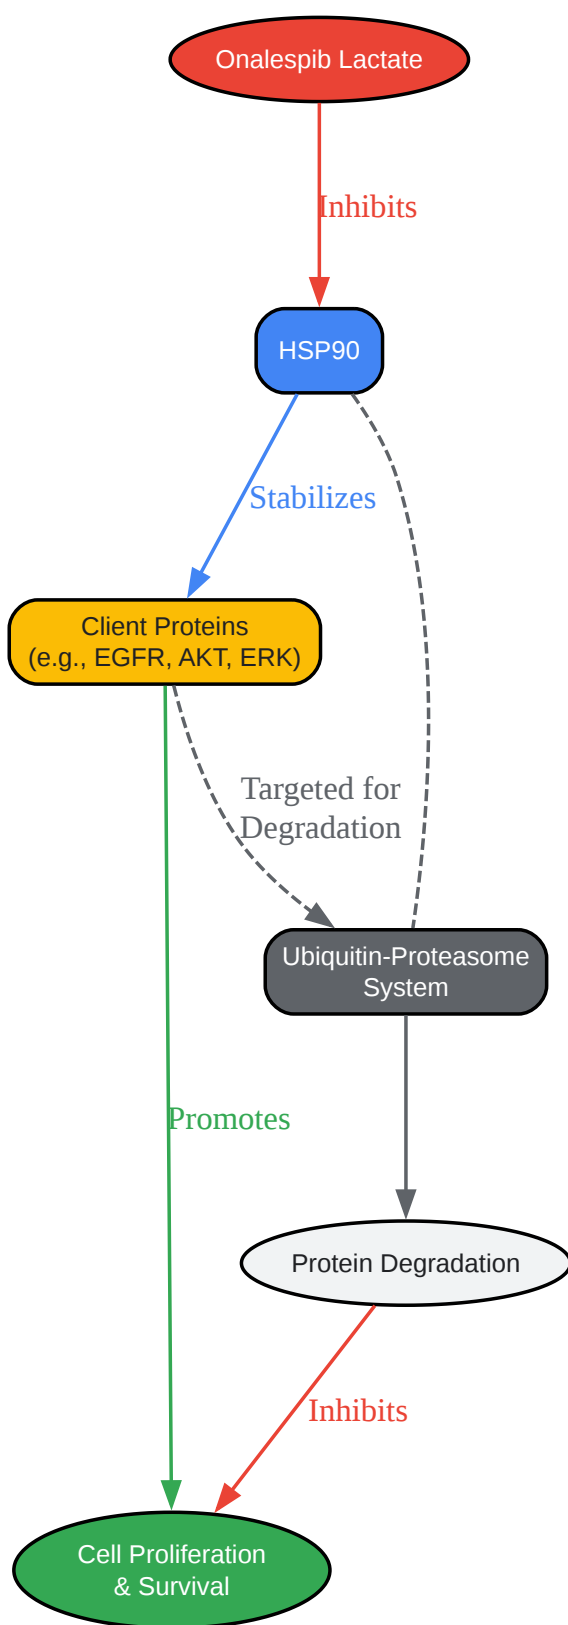 Onalespib Lactate
Inhibits
HSP90
Stabilizes
Client Proteins
(e.g., EGFR, AKT, ERK)
Targeted for
Degradation
Ubiquitin-Proteasome
System
Promotes
Protein Degradation
Inhibits
Cell Proliferation
& Survival